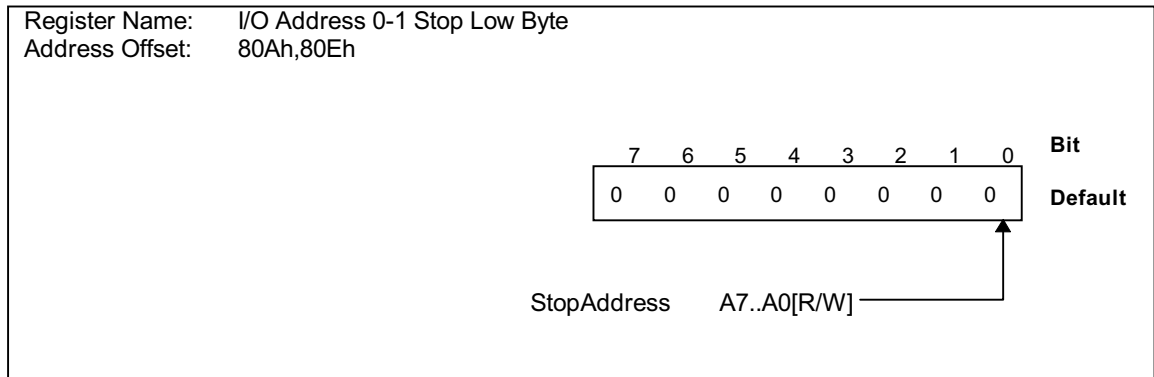 Register Name: I/O Address 0-1 Stop Low Byte
Address Offset: 80Ah,80Eh
7 6 5 4 3 2 1 0 Bit
0 0 0 0 0 0 0 0 Default
StopAddress A7..A0[R/W]